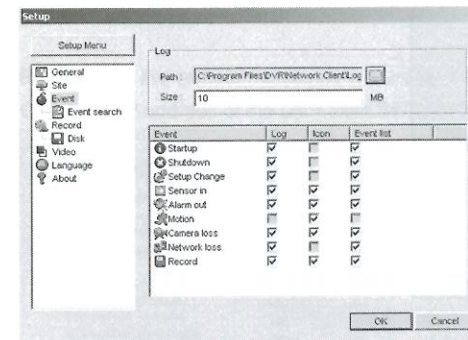 Setup
Setup Menu
General
Site
Event
Event search
Record
Disk
Video
Language
About
Log
Path : C:\Program Files\DVR\Network Client\Log
Size : 10 MB
Event Log Icon Event list
Startup
Shutdown
Setup Change
Sensor in
Alarm out
Motion
Camera loss
Network loss
Record
OK Cancel